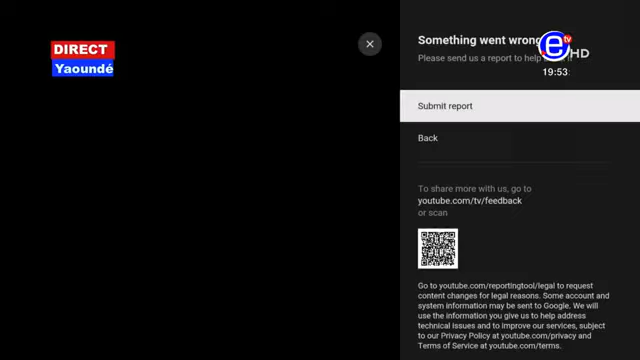 DIRECT
Yaoundé
Something went wrong
etv HD
Please send us a report to help
19:53
Submit report
Back
To share more with us, go to
youtube.com/tv/feedback
or scan
Go to youtube.com/reportingtool/legal to request
content changes for legal reasons. Some account and
system information may be sent to Google. We will
use the information you give us to help address
technical issues and to improve our services, subject
to our Privacy Policy at youtube.com/privacy and
Terms of Service at youtube.com/terms.